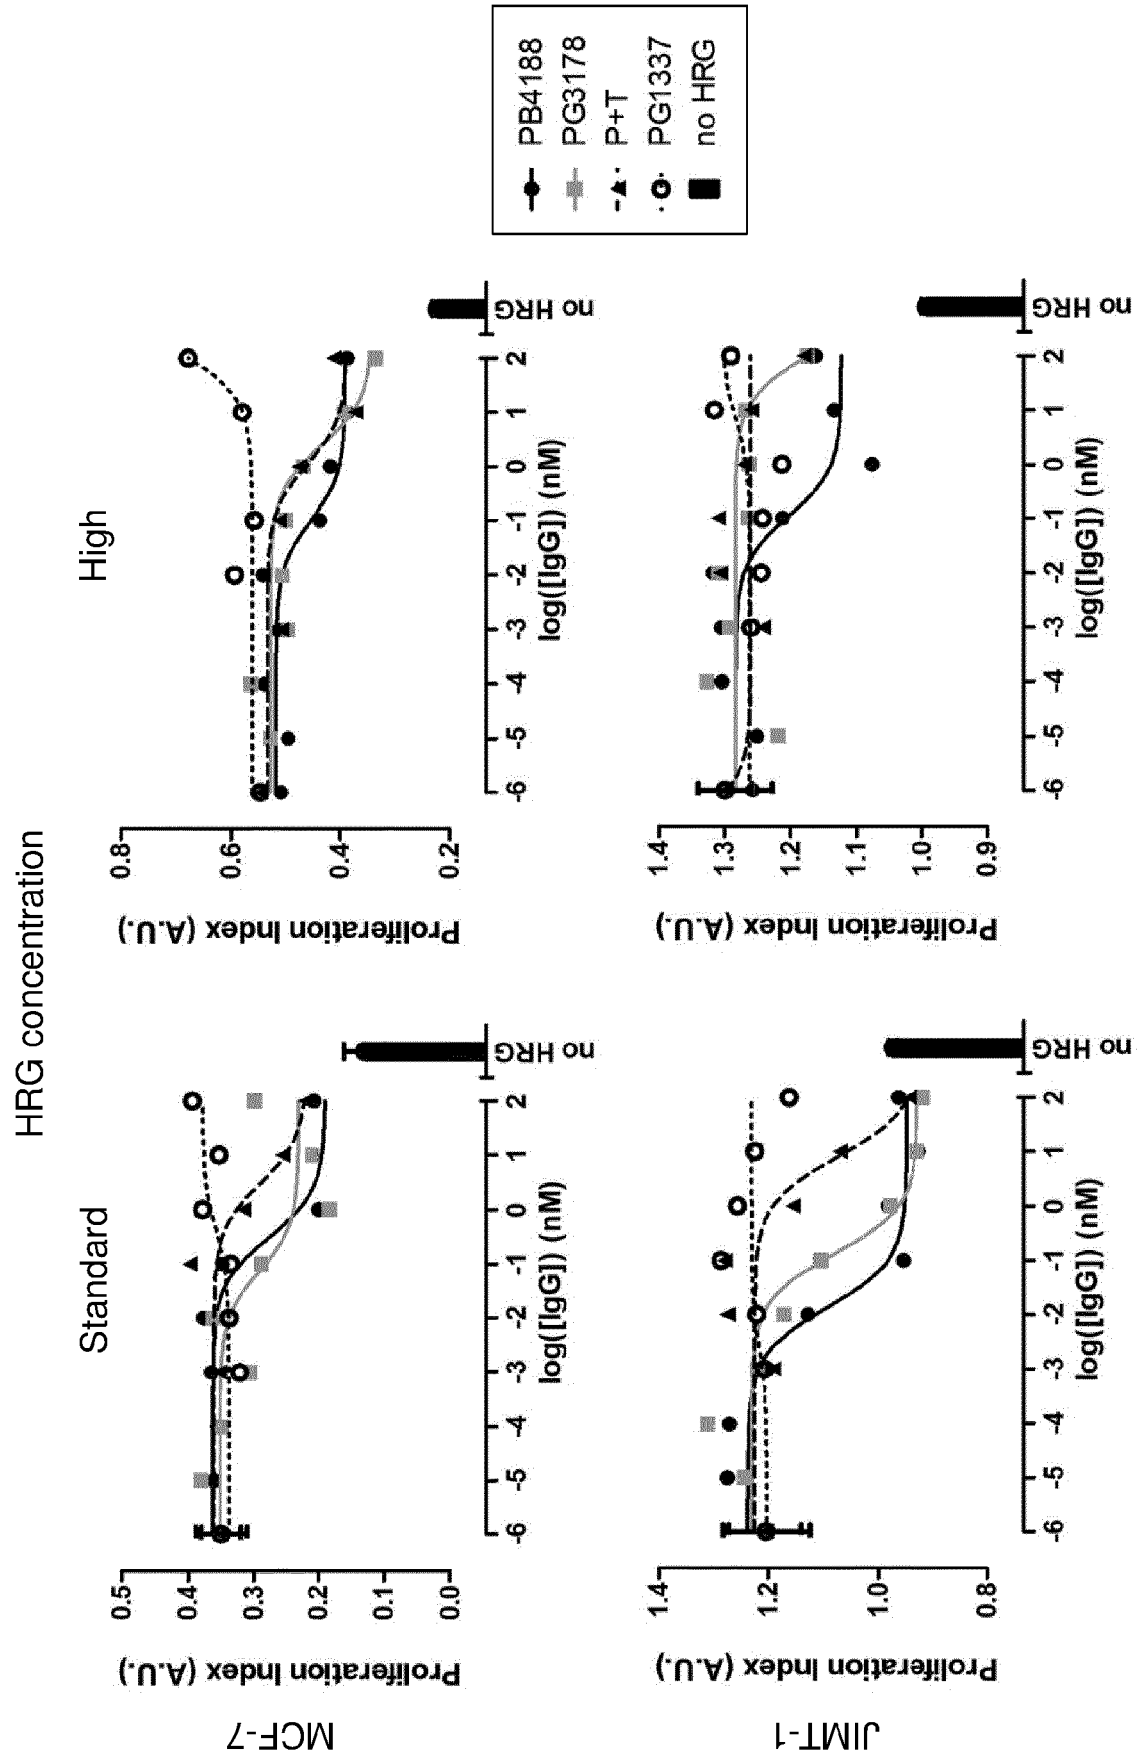 HRG concentration
Standard
High
MCF-7
Proliferation Index (A.U.)
0.5
0.4
0.3
0.2
0.1
0.0
-6 -5 -4 -3 -2 -1 0 1 2
no HRG
log([IgG]) (nM)
Proliferation Index (A.U.)
0.8
0.6
0.4
0.2
-6 -5 -4 -3 -2 -1 0 1 2
no HRG
log([IgG]) (nM)
JIMT-1
Proliferation Index (A.U.)
1.4
1.2
1.0
0.8
-6 -5 -4 -3 -2 -1 0 1 2
no HRG
log([IgG]) (nM)
Proliferation Index (A.U.)
1.4
1.3
1.2
1.1
1.0
0.9
-6 -5 -4 -3 -2 -1 0 1 2
no HRG
log([IgG]) (nM)
PB4188
PG3178
P+T
PG1337
no HRG